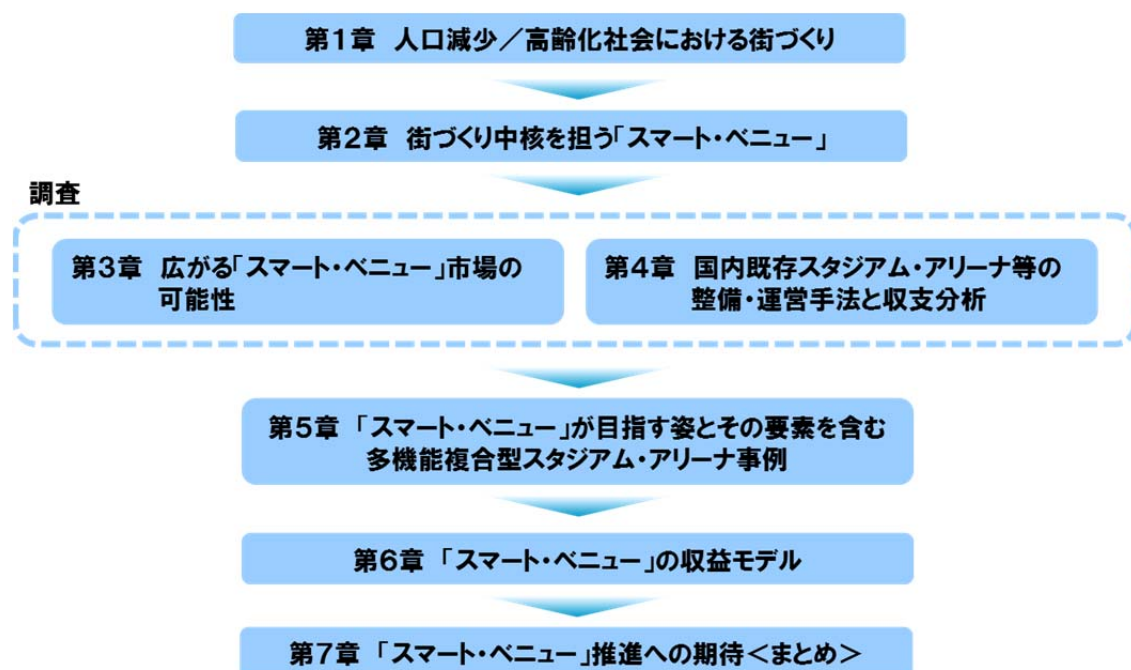 第1章 人口減少／高齢化社会における街づくり
第2章 街づくり中核を担う「スマート・ベニュー」
調査
第3章 広がる「スマート・ベニュー」市場の
可能性
第4章 国内既存スタジアム・アリーナ等の
整備・運営手法と収支分析
第5章 「スマート・ベニュー」が目指す姿とその要素を含む
多機能複合型スタジアム・アリーナ事例
第6章 「スマート・ベニュー」の収益モデル
第7章 「スマート・ベニュー」推進への期待＜まとめ＞